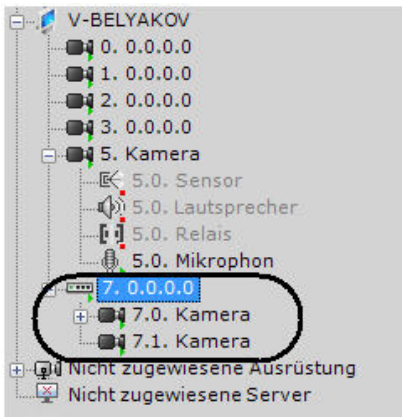 V-BELYAKOV
0. 0.0.0.0
1. 0.0.0.0
2. 0.0.0.0
3. 0.0.0.0
5. Kamera
5.0. Sensor
5.0. Lautsprecher
5.0. Relais
5.0. Mikrophon
7. 0.0.0.0
7.0. Kamera
7.1. Kamera
Nicht zugewiesene Ausrüstung
Nicht zugewiesene Server